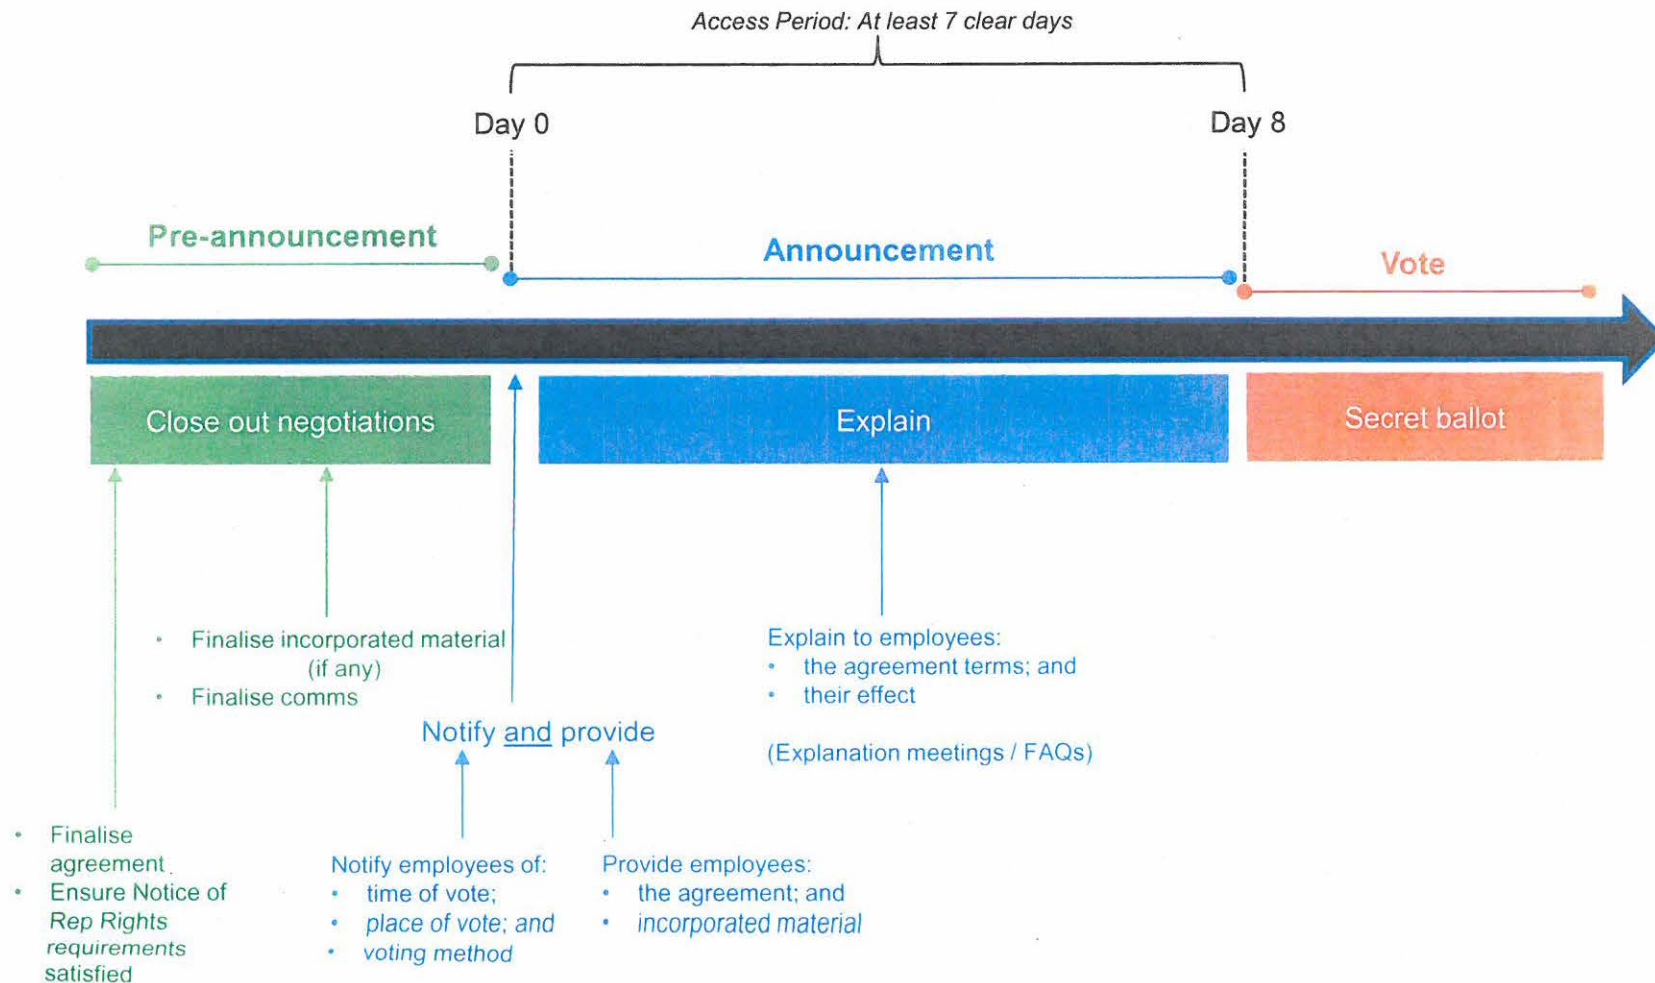 Access Period: At least 7 clear days
Day 0
Day 8
Pre-announcement
Announcement
Vote
Close out negotiations
Explain
Secret ballot
• Finalise incorporated material
(if any)
• Finalise comms
Explain to employees:
• the agreement terms; and
• their effect
(Explanation meetings / FAQs)
Notify and provide
• Finalise
agreement
• Ensure Notice of
Rep Rights
requirements
satisfied
Notify employees of:
• time of vote;
• place of vote; and
• voting method
Provide employees:
• the agreement; and
• incorporated material